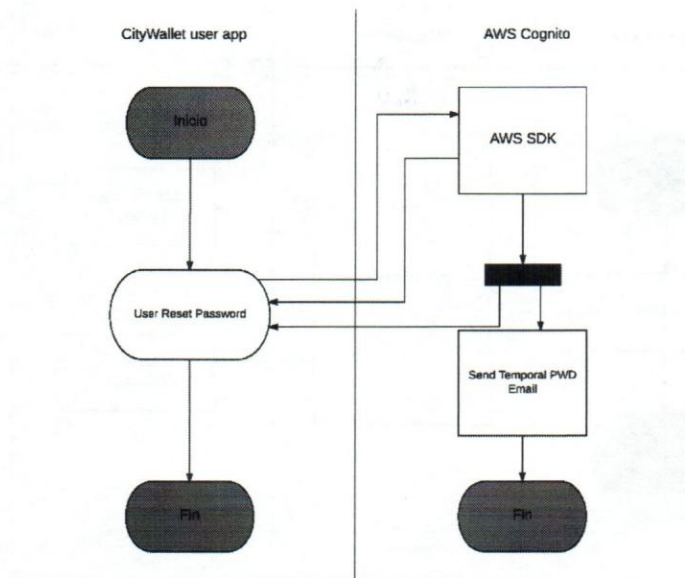 CityWallet user app
AWS Cognito
Inicio
AWS SDK
User Reset Password
Send Temporal PWD
Email
Fin
Fin